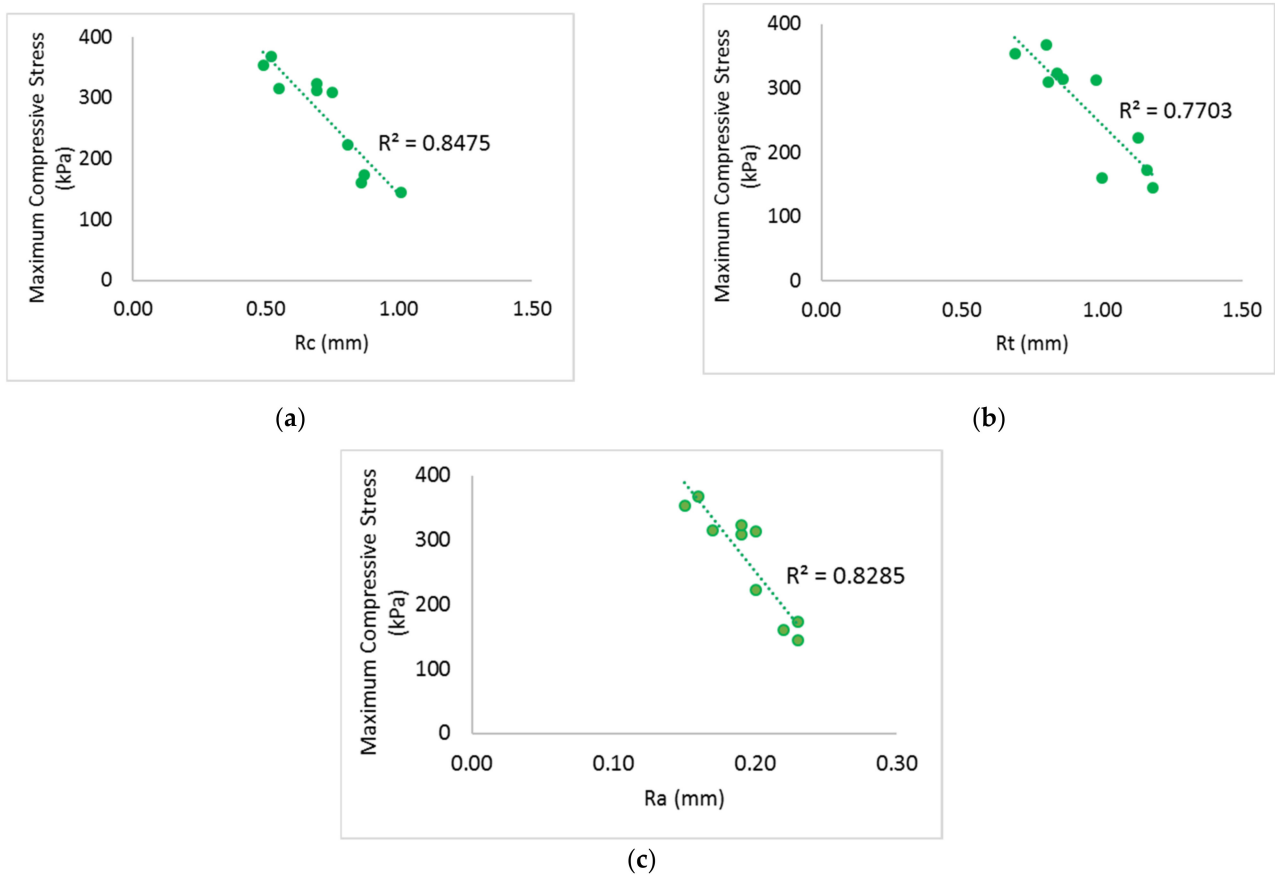 Maximum Compressive Stress
(kPa)
400
300
200
100
0
R² = 0.8475
0.00 0.50 1.00 1.50
Rc (mm)
(a)
Maximum Compressive Stress
(kPa)
400
300
200
100
0
R² = 0.7703
0.00 0.50 1.00 1.50
Rt (mm)
(b)
Maximum Compressive Stress
(kPa)
400
300
200
100
0
R² = 0.8285
0.00 0.10 0.20 0.30
Ra (mm)
(c)